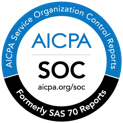 AICPA Service Organization Control Reports
AICPA
SOC
aicpa.org/soc
Formerly SAS 70 Reports